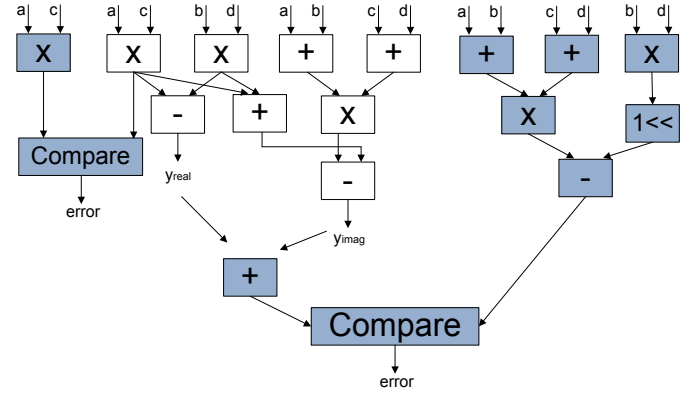 a c a b b d a b c d a b c d b d
X X X + + + + X
- + X X 1<<
Compare - -
yreal
error
yimag
+
Compare
error